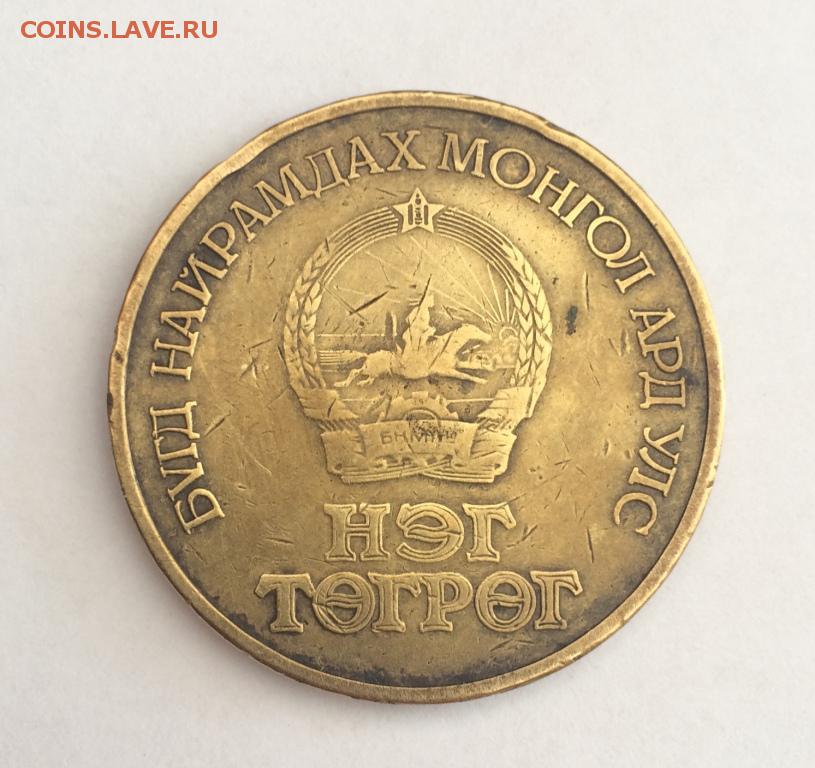 COINS.LAVE.RU
БҮГД НАЙРАМДАХ МОНГОЛ АРД УЛС
БНМАУ
НЭГ
ТӨГРӨГ